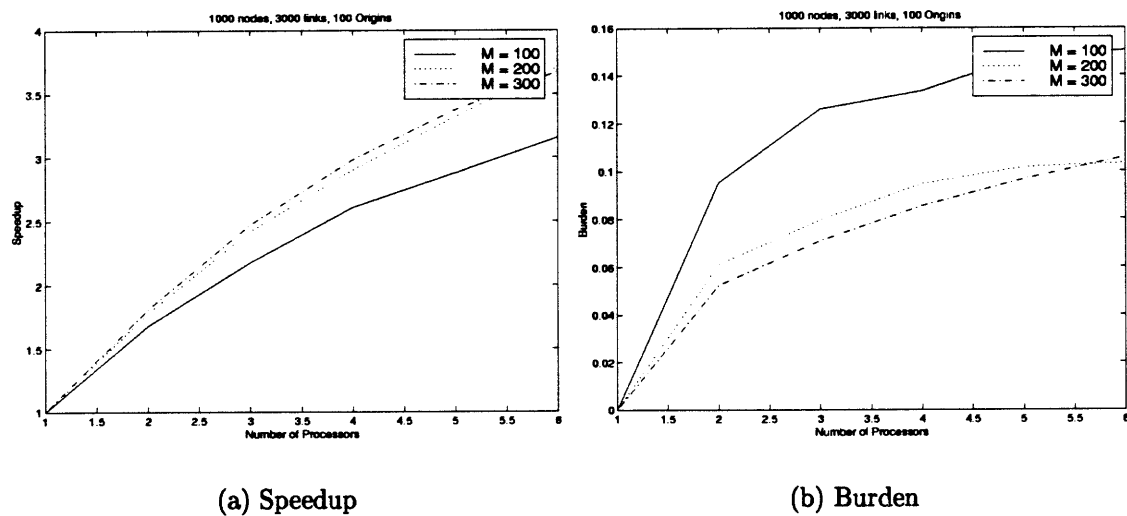 1000 nodes, 3000 links, 100 Origins
4
3.5
3
2.5
2
1.5
1
Speedup
M = 100
M = 200
M = 300
1 1.5 2 2.5 3 3.5 4 4.5 5 5.5 6
Number of Processors
(a) Speedup
1000 nodes, 3000 links, 100 Origins
0.16
0.14
0.12
0.1
0.08
0.06
0.04
0.02
0
Burden
M = 100
M = 200
M = 300
1 1.5 2 2.5 3 3.5 4 4.5 5 5.5 6
Number of Processors
(b) Burden